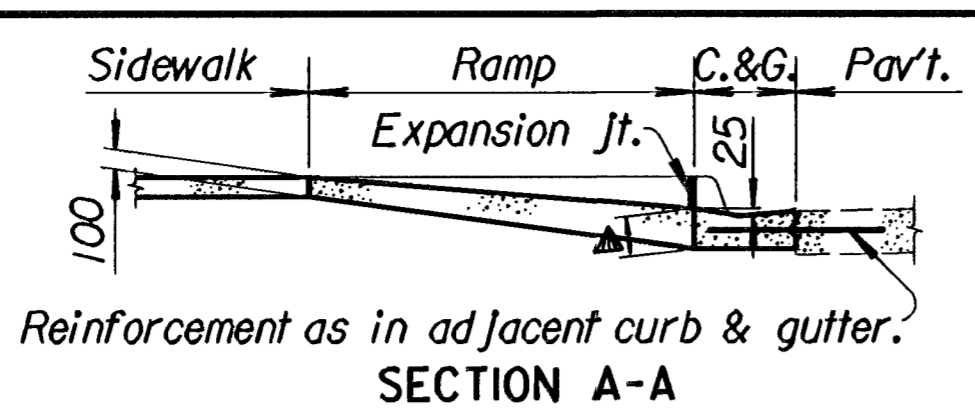 Sidewalk Ramp C.&G. Pav't.
Expansion jt.
25
100
Reinforcement as in adjacent curb & gutter.
SECTION A-A